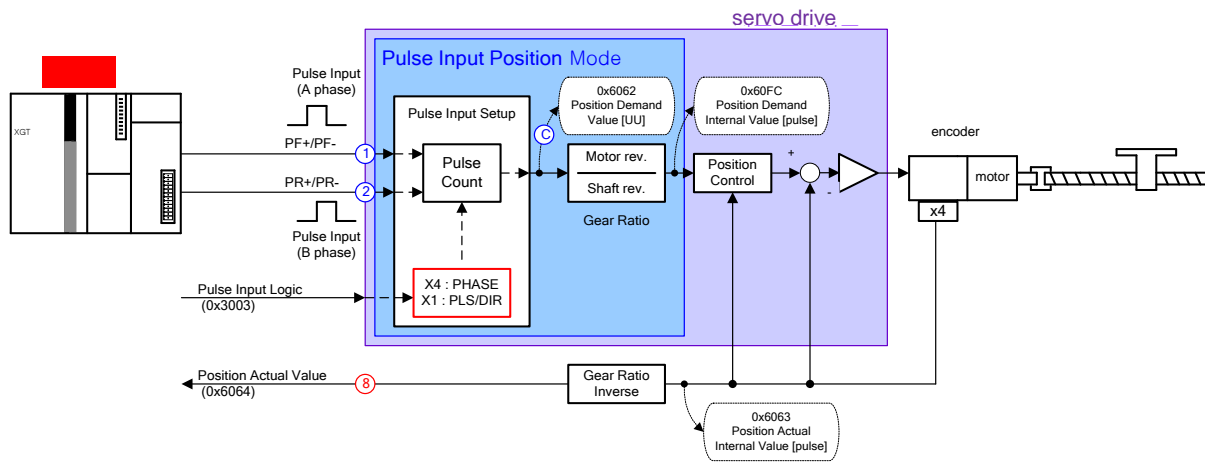 servo drive
Pulse Input Position Mode
Pulse Input
(A phase)
0x6062
Position Demand
Value [UU]
0x60FC
Position Demand
Internal Value [pulse]
XGT
Pulse Input Setup
C
encoder
PF+/PF-
1
Pulse
Count
Motor rev.
Shaft rev.
Position
Control
+
-
motor
PR+/PR-
2
x4
Gear Ratio
Pulse Input
(B phase)
X4 : PHASE
X1 : PLS/DIR
Pulse Input Logic
(0x3003)
Position Actual Value
(0x6064)
8
Gear Ratio
Inverse
0x6063
Position Actual
Internal Value [pulse]